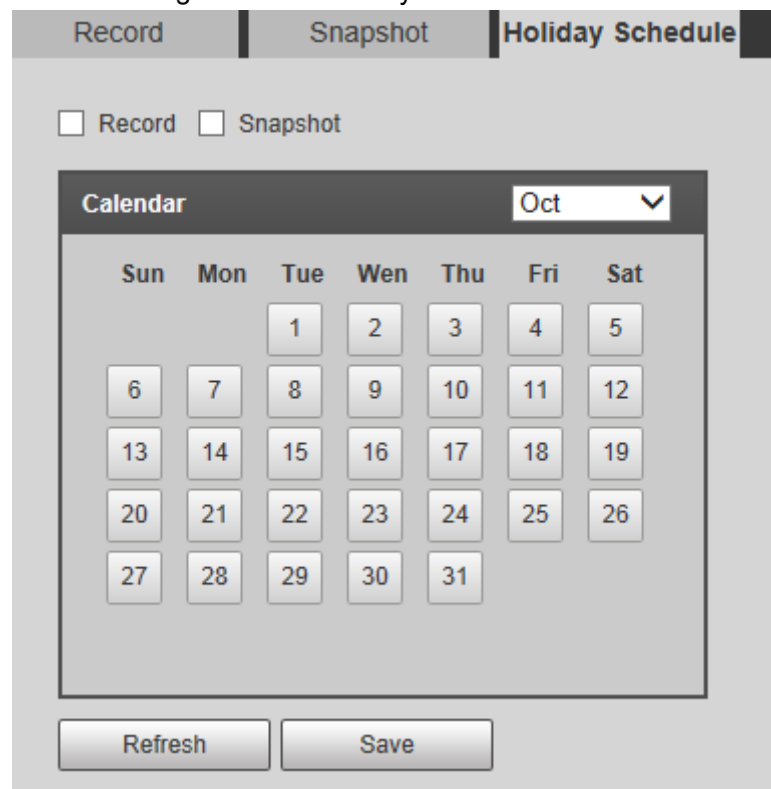 Record Snapshot Holiday Schedule
Record Snapshot
Calendar Oct
Sun Mon Tue Wen Thu Fri Sat
1 2 3 4 5
6 7 8 9 10 11 12
13 14 15 16 17 18 19
20 21 22 23 24 25 26
27 28 29 30 31
Refresh Save